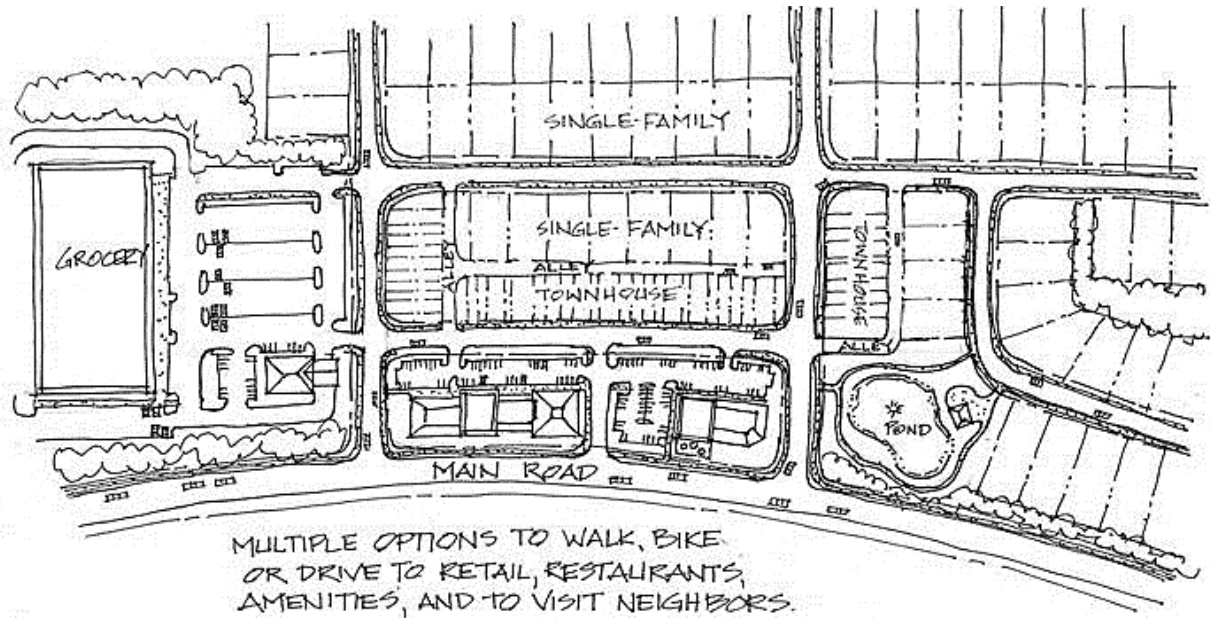 SINGLE-FAMILY
SINGLE-FAMILY
GROCERY
ALLEY
ALLEY
TOWNHOUSE
TOWNHOUSE
ALLEY
POND
MAIN ROAD
MULTIPLE OPTIONS TO WALK, BIKE
OR DRIVE TO RETAIL, RESTAURANTS,
AMENITIES, AND TO VISIT NEIGHBORS.